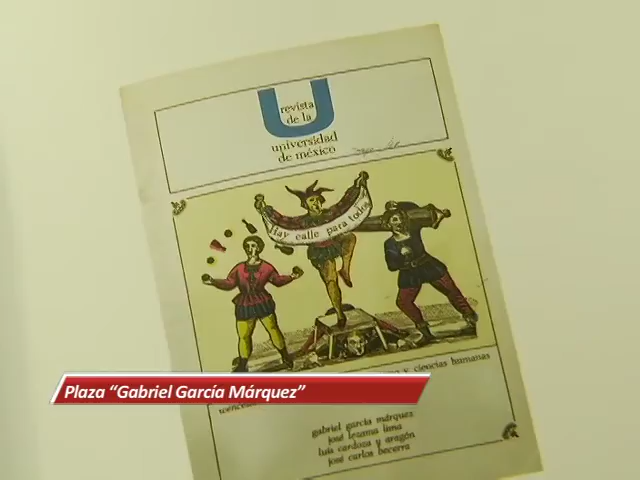 U
revista
de la
universidad
de méxico
Hay calle para todos
y ciencias humanas
Plaza “Gabriel García Márquez”
gabriel garcía márquez
josé lezama lima
luis cardoza y aragón
josé carlos becerra